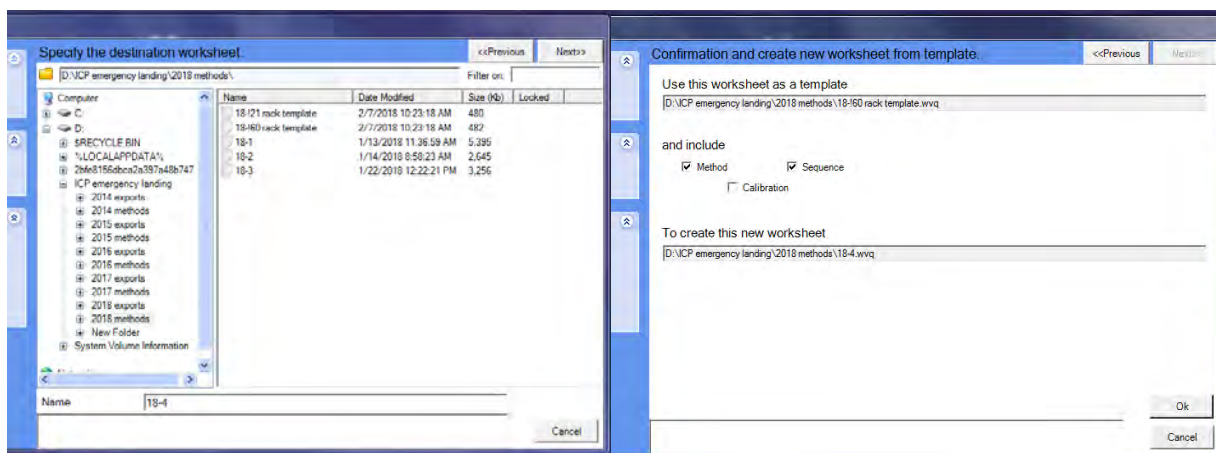 Specify the destination worksheet.
<<Previous
Next>>
D:\ICP emergency landing\2018 methods\
Filter on:
Computer
C:
D:
$RECYCLE.BIN
%LOCALAPPDATA%
2bfe8156dbca2a397a48b747
ICP emergency landing
2014 exports
2014 methods
2015 exports
2015 methods
2016 exports
2016 methods
2017 exports
2017 methods
2018 exports
2018 methods
New Folder
System Volume Information
Name Date Modified Size (Kb) Locked
18-!21 rack template 2/7/2018 10:23:18 AM 480
18-!60 rack template 2/7/2018 10:23:18 AM 482
18-1 1/13/2018 11:36:59 AM 5,395
18-2 1/14/2018 8:58:23 AM 2,645
18-3 1/22/2018 12:22:21 PM 3,256
Name 18-4
Cancel
Confirmation and create new worksheet from template.
<<Previous
Next>>
Use this worksheet as a template
D:\ICP emergency landing\2018 methods\18-!60 rack template.wvq
and include
Method Sequence
Calibration
To create this new worksheet
D:\ICP emergency landing\2018 methods\18-4.wvq
Ok
Cancel